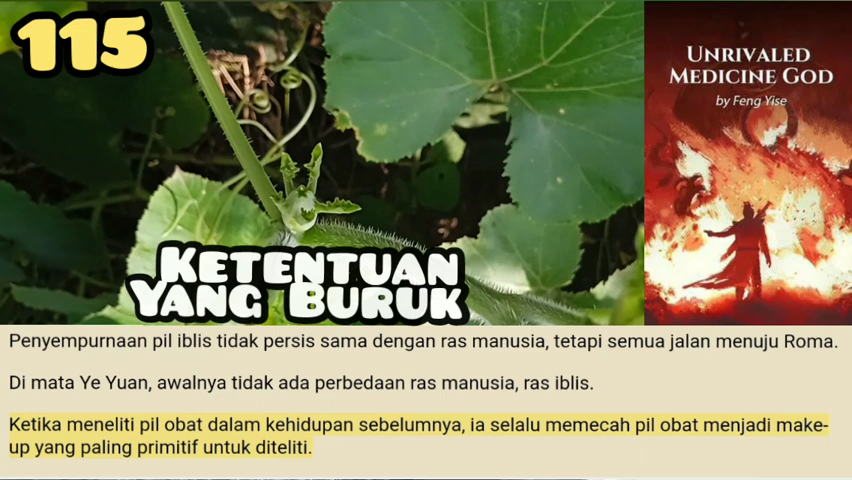 115
UNRIVALED
MEDICINE GOD
by Feng Yise
KETENTUAN
YANG BURUK
Penyempurnaan pil iblis tidak persis sama dengan ras manusia, tetapi semua jalan menuju Roma.
Di mata Ye Yuan, awalnya tidak ada perbedaan ras manusia, ras iblis.
Ketika meneliti pil obat dalam kehidupan sebelumnya, ia selalu memecah pil obat menjadi make-
up yang paling primitif untuk diteliti.